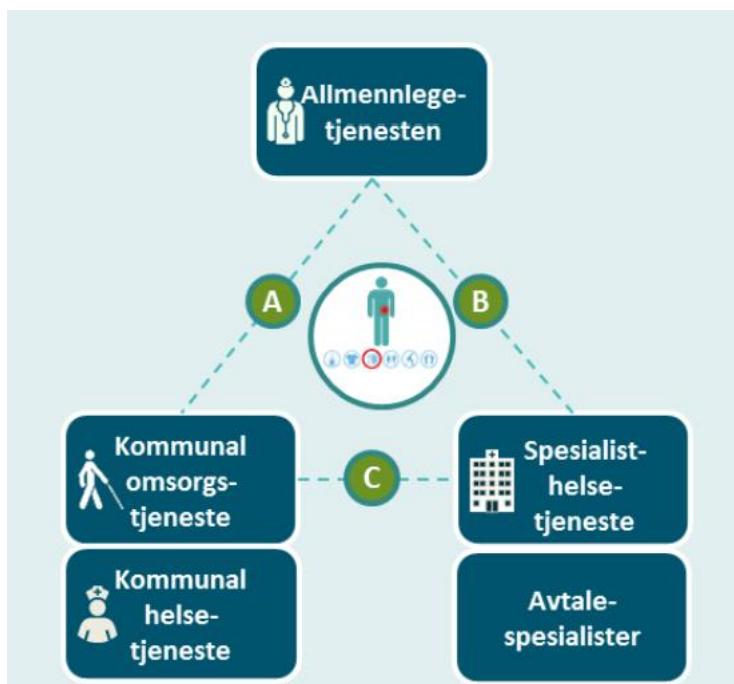 Allmennlege-
tjenesten
A
B
Kommunal
omsorgs-
tjeneste
C
Spesialist-
helse-
tjeneste
Kommunal
helse-
tjeneste
Avtale-
spesialister